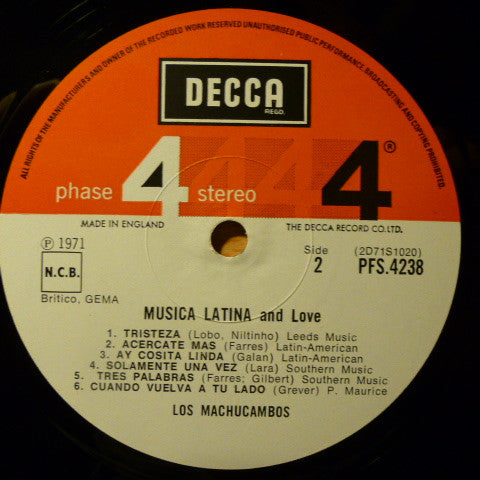 ALL RIGHTS OF THE MANUFACTURERS AND OWNER OF THE RECORDED WORK RESERVED UNAUTHORISED PUBLIC PERFORMANCE, BROADCASTING AND COPYING PROHIBITED.
DECCA
REGD.
phase 4 stereo 4 ®
MADE IN ENGLAND THE DECCA RECORD CO.LTD.
℗ 1971 Side (2D71S1020)
N.C.B. 2 PFS.4238
Britico, GEMA
MUSICA LATINA and Love
1. TRISTEZA (Lobo, Niltinho) Leeds Music
2. ACERCATE MAS (Farres) Latin-American
3. AY COSITA LINDA (Galan) Latin-American
4. SOLAMENTE UNA VEZ (Lara) Southern Music
5. TRES PALABRAS (Farres; Gilbert) Southern Music
6. CUANDO VUELVA A TU LADO (Grever) P. Maurice
LOS MACHUCAMBOS